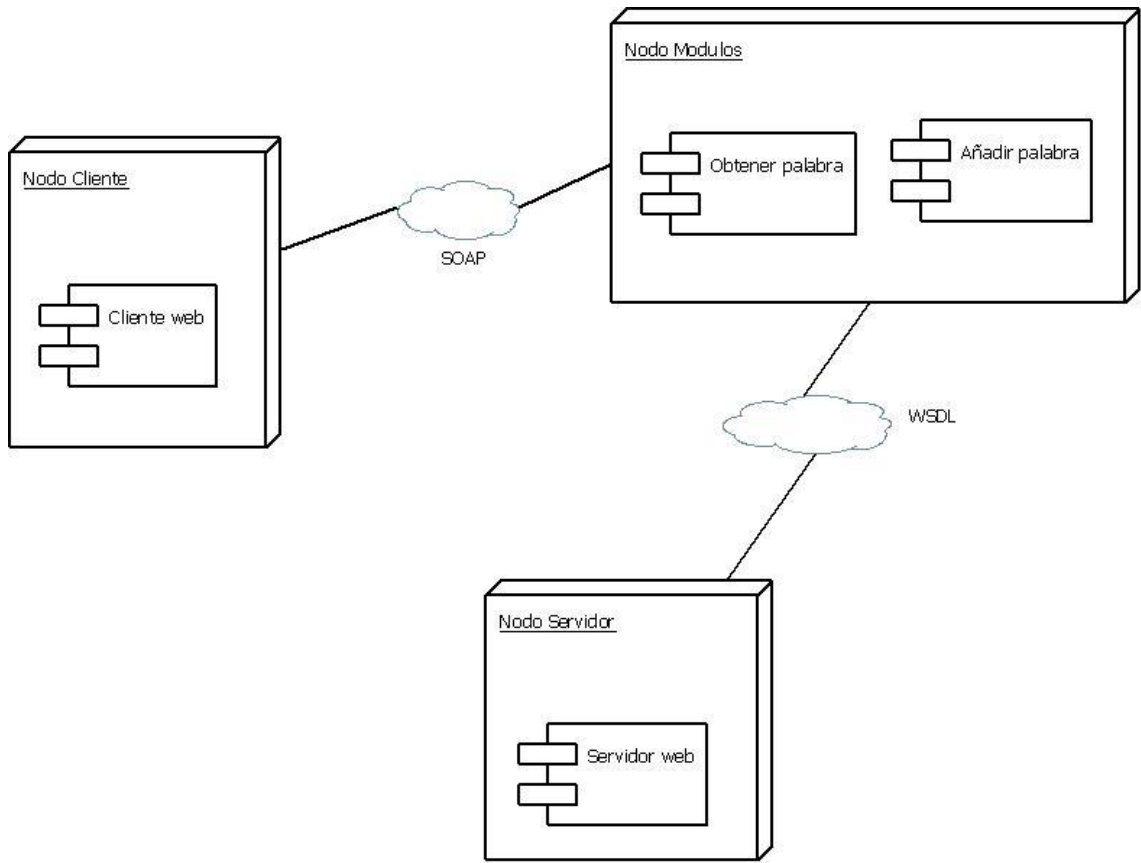 Nodo Modulos
Obtener palabra
Añadir palabra
Nodo Cliente
Cliente web
SOAP
WSDL
Nodo Servidor
Servidor web